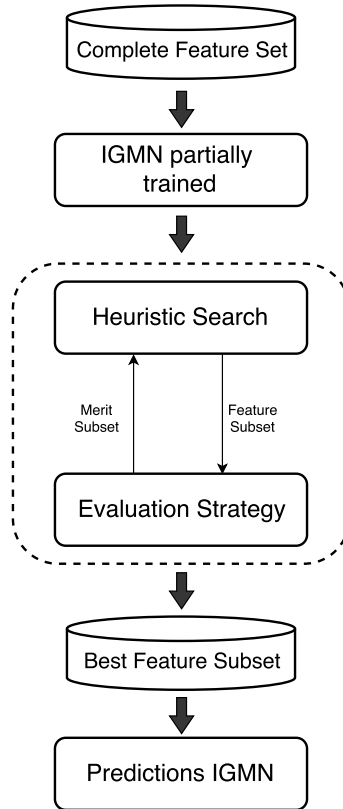 Complete Feature Set
IGMN partially
trained
Heuristic Search
Merit
Subset
Feature
Subset
Evaluation Strategy
Best Feature Subset
Predictions IGMN